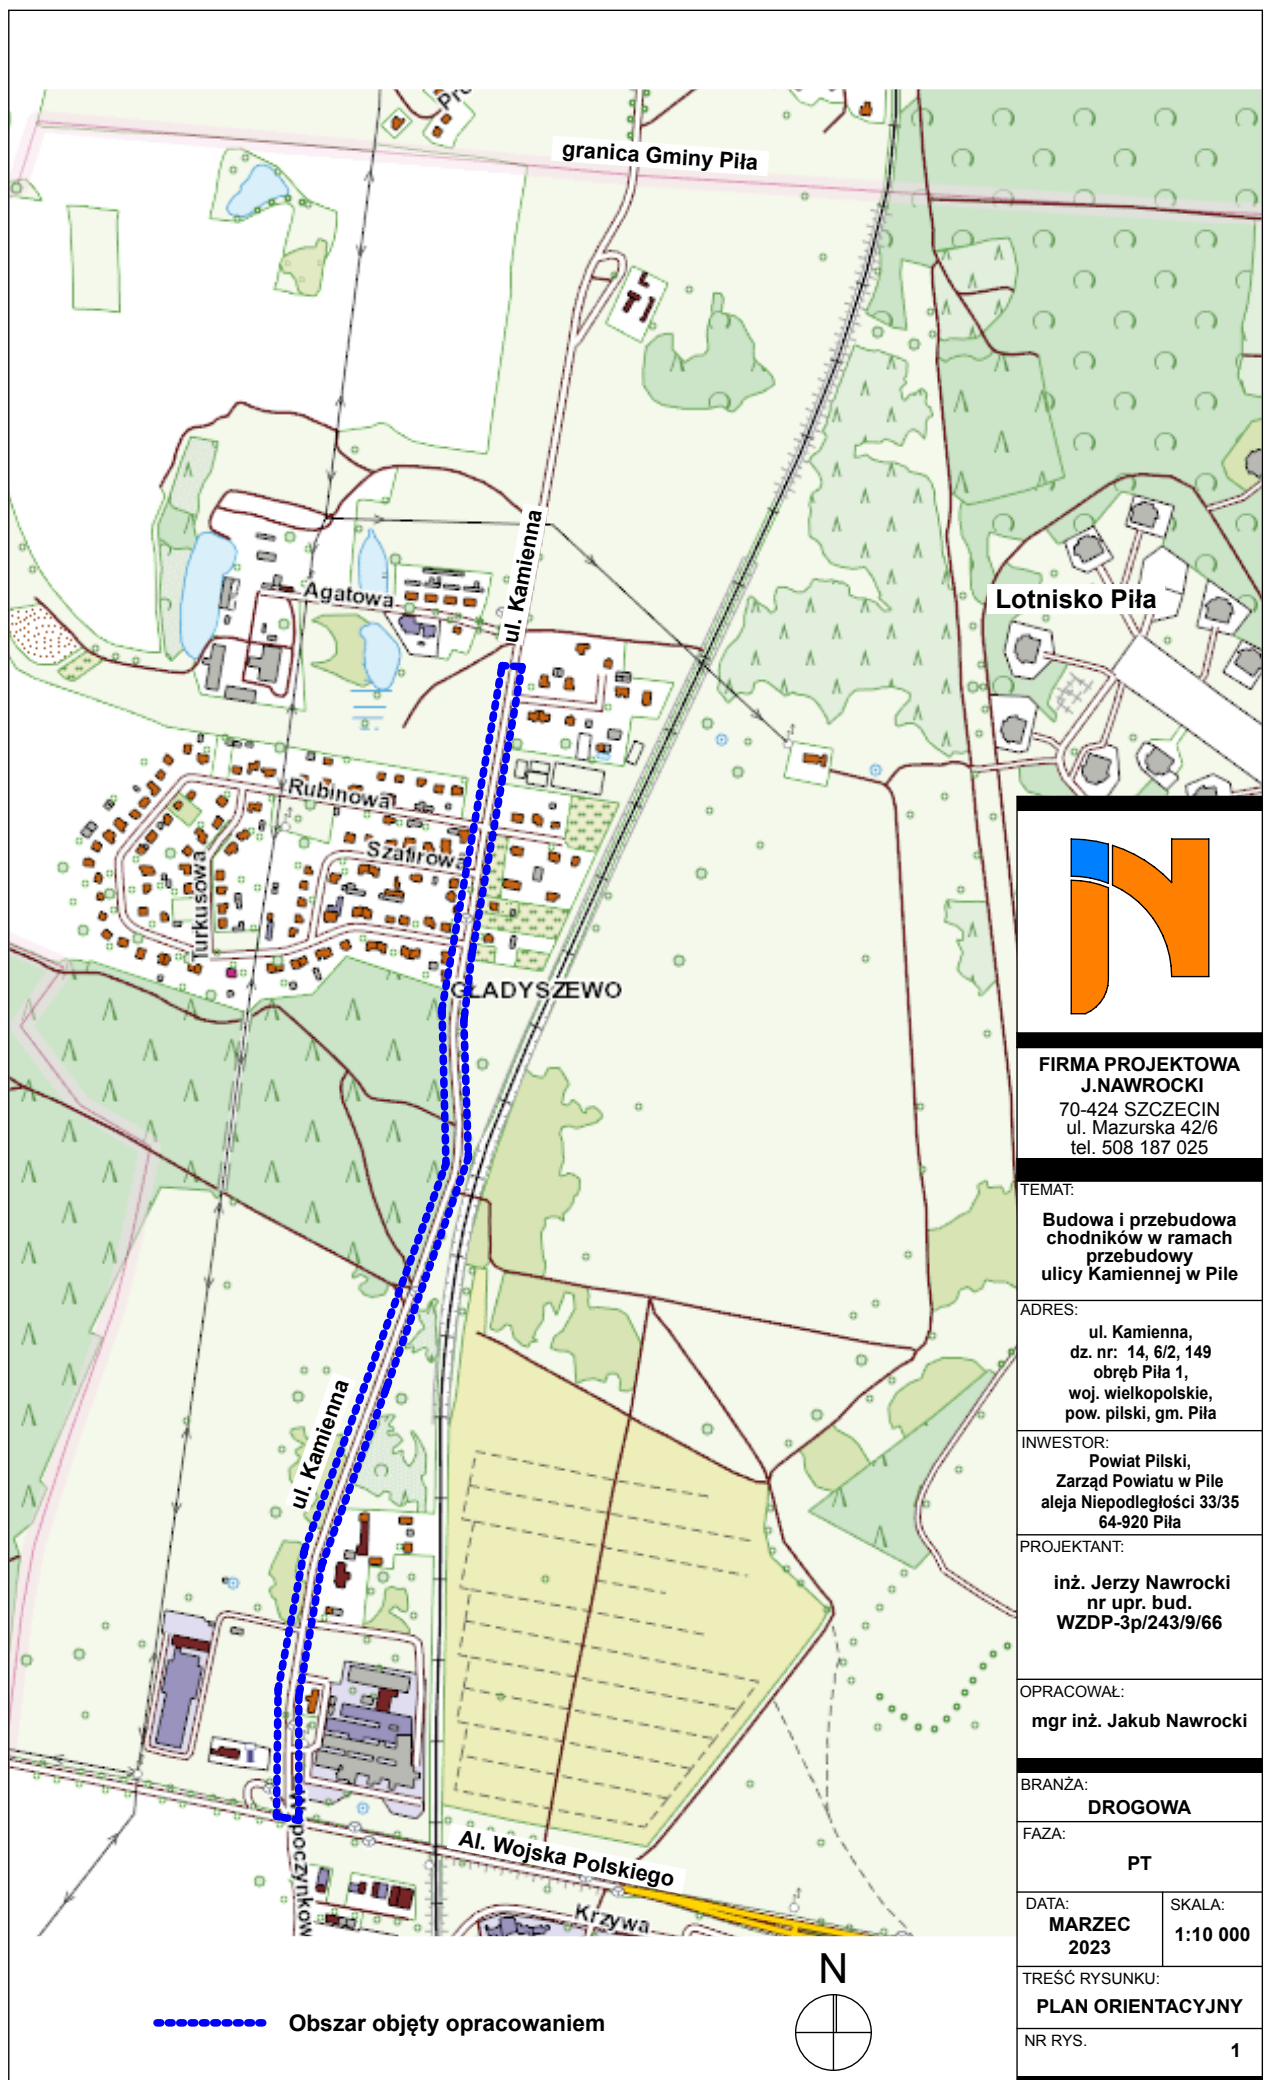 granica Gminy Piła
ul. Kamienna
Agatowa
Lotnisko Piła
Rubinowa
Szafirowa
Turkusowa
GŁADYSZEWO
ul. Kamienna
Al. Wojska Polskiego
Krzywa
Obszar objęty opracowaniem
N
FIRMA PROJEKTOWA
J.NAWROCKI
70-424 SZCZECIN
ul. Mazurska 42/6
tel. 508 187 025
TEMAT:
Budowa i przebudowa
chodników w ramach
przebudowy
ulicy Kamiennej w Pile
ADRES:
ul. Kamienna,
dz. nr: 14, 6/2, 149
obręb Piła 1,
woj. wielkopolskie,
pow. pilski, gm. Piła
INWESTOR:
Powiat Pilski,
Zarząd Powiatu w Pile
aleja Niepodległości 33/35
64-920 Piła
PROJEKTANT:
inż. Jerzy Nawrocki
nr upr. bud.
WZDP-3p/243/9/66
OPRACOWAŁ:
mgr inż. Jakub Nawrocki
BRANŻA:
DROGOWA
FAZA:
PT
DATA:
MARZEC
2023
SKALA:
1:10 000
TREŚĆ RYSUNKU:
PLAN ORIENTACYJNY
NR RYS.
1